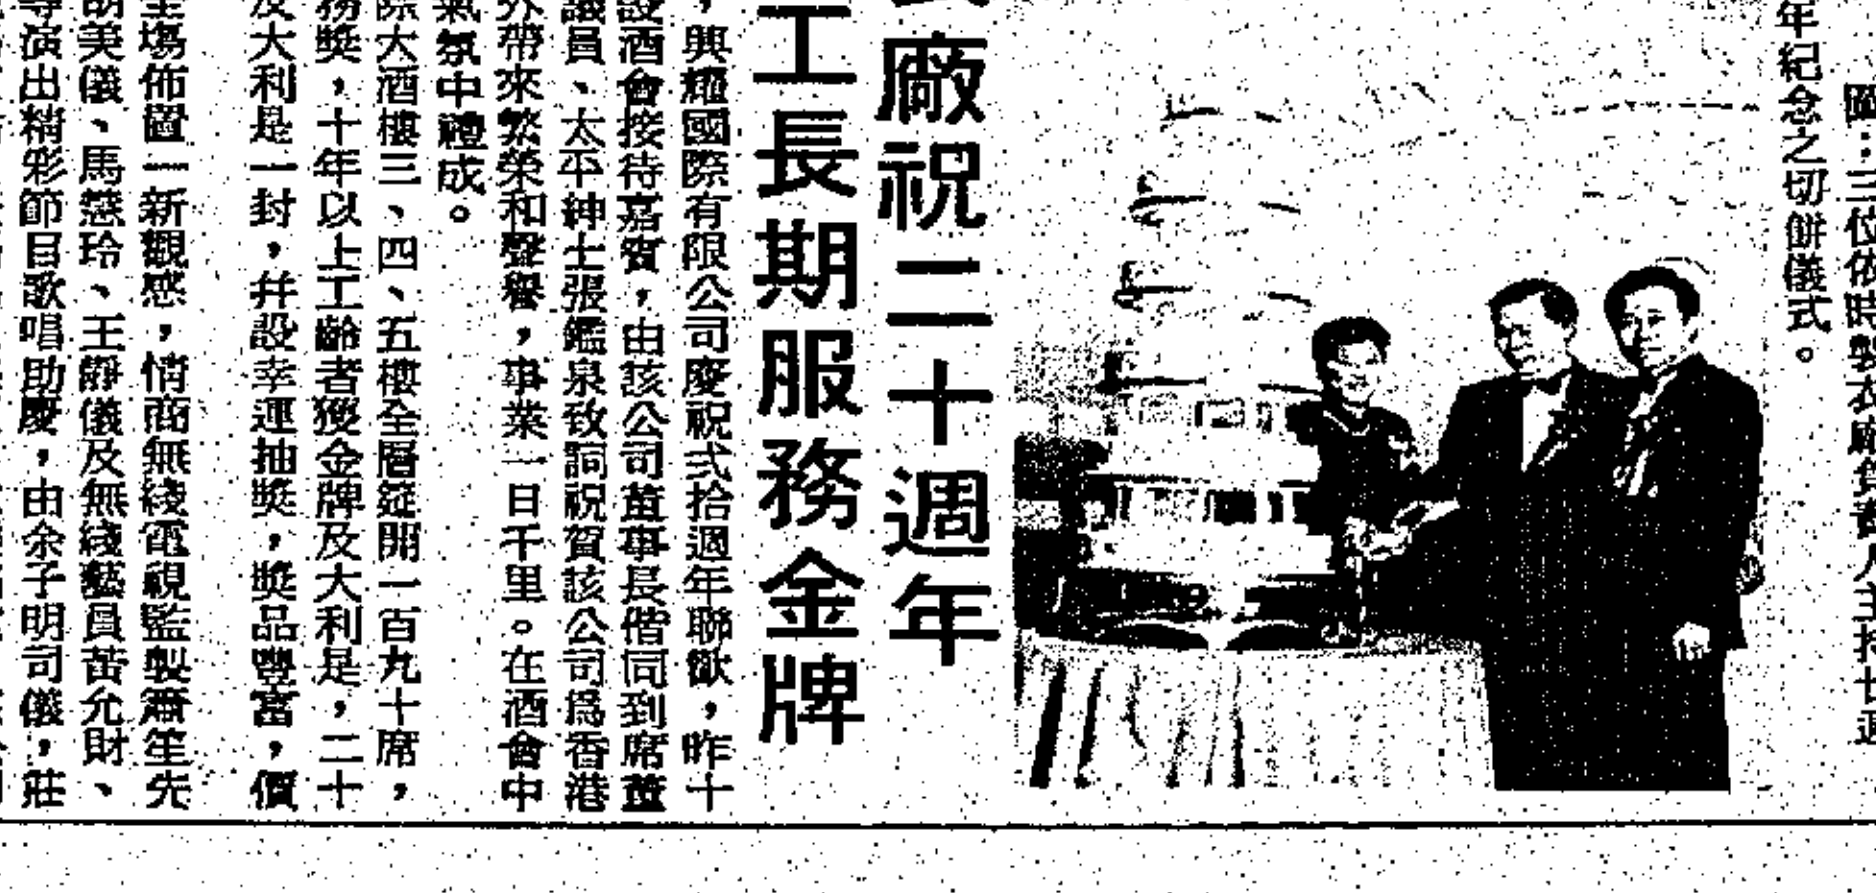 圖：三位依時製衣廠負責人主持廿週
年紀念之切餅儀式。
廠祝二十週年
工長期服務金牌
，興耀國際有限公司慶祝弍拾週年聯歡，昨十
設酒會接待嘉賓，由該公司董事長偕同到席董
議員、太平紳士張鑑泉致詞祝賀該公司爲香港
界帶來繁榮和聲譽，事業一日千里。在酒會中
氣氛中禮成。
際大酒樓三、四、五樓全層筵開一百九十席，
務獎，十年以上工齡者獲金牌及大利是，二十
及大利是一封，幷設幸運抽獎，獎品豐富，價
塲佈置一新觀感，情商無綫電視監製蕭笙先
胡美儀、馬慧玲、王靜儀及無綫藝員黃允財、
等演出精彩節目歌唱助慶，由余子明司儀，莊